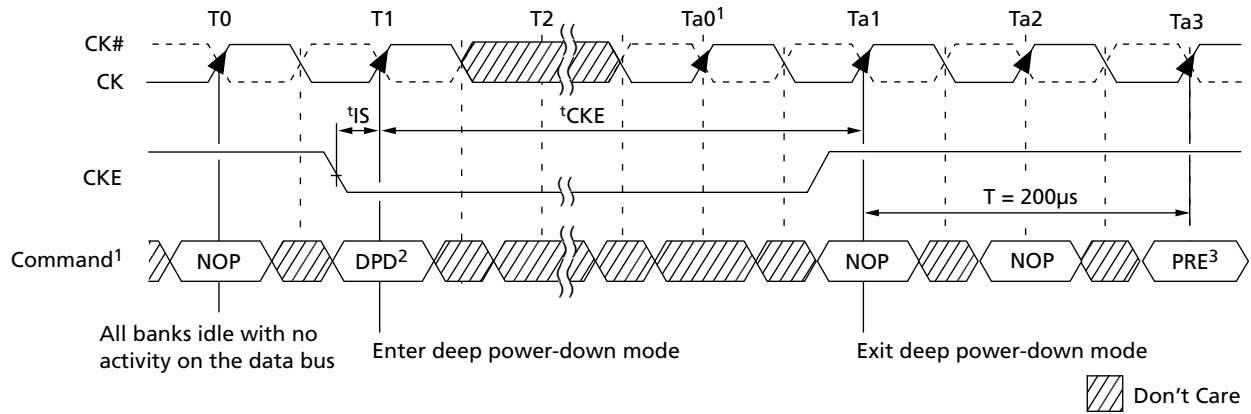 T0 T1 T2 Ta0¹ Ta1 Ta2 Ta3
CK#
CK
ᵗIS ᵗCKE
CKE
T = 200µs
Command¹ NOP DPD² NOP NOP PRE³
All banks idle with no
activity on the data bus
Enter deep power-down mode
Exit deep power-down mode
Don't Care